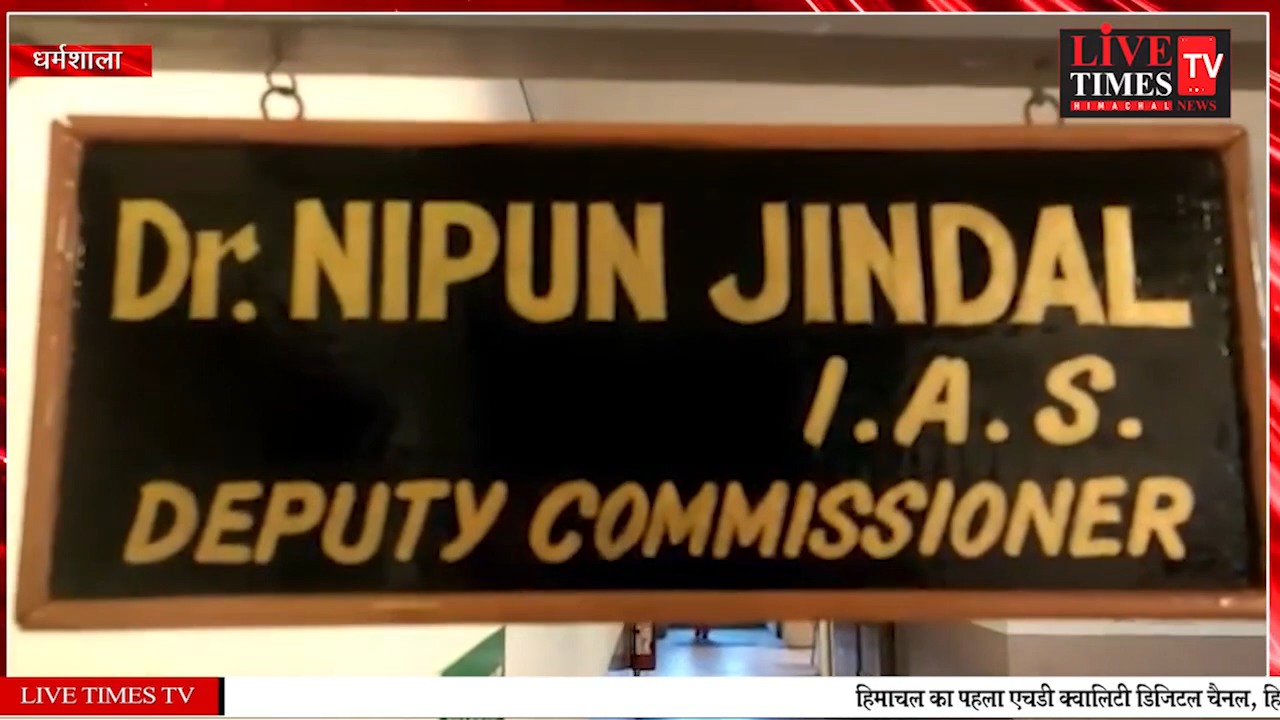 धर्मशाला
LiVE
TIMES
TV
HIMACHAL NEWS
Dr. NIPUN JINDAL
I.A.S.
DEPUTY COMMISSIONER
LIVE TIMES TV
हिमाचल का पहला एचडी क्वालिटी डिजिटल चैनल,